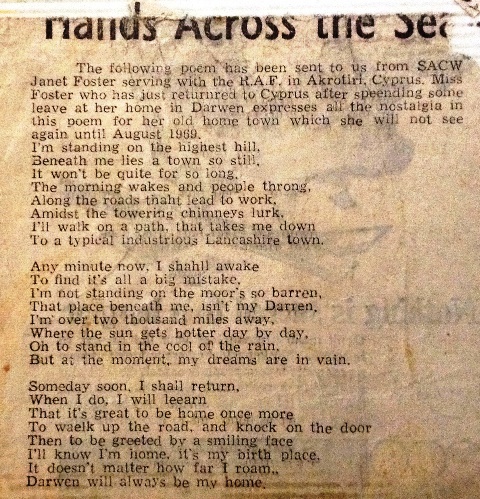 Hands Across the Sea
The following poem has been sent to us from SACW
Janet Foster serving with the R.A.F. in Akrotiri, Cyprus. Miss
Foster who has just returnred to Cyprus after speending some
leave at her home in Darwen expresses all the nostalgia in
this poem for her old home town which she will not see
again until August 1969.
I'm standing on the highest hill,
Beneath me lies a town so still,
It won't be quite for so long,
The morning wakes and people throng,
Along the roads thaht lead to work,
Amidst the towering chimneys lurk,
I'll walk on a path, that takes me down
To a typical industrious Lancashire town.

Any minute now, I shahll awake
To find it's all a big mistake,
I'm not standing on the moor's so barren,
That place beneath me, isn't my Darren,
I'm over two thousand miles away,
Where the sun gets hotter day by day,
Oh to stand in the cool of the rain,
But at the moment, my dreams are in vain.

Someday soon, I shall return,
When I do, I will leearn
That it's great to be home once more
To waelk up the road, and knock on the door
Then to be greeted by a smiling face
I'll know I'm home, it's my birth place,
It doesn't matter how far I roam,,
Darwen will always be my home.